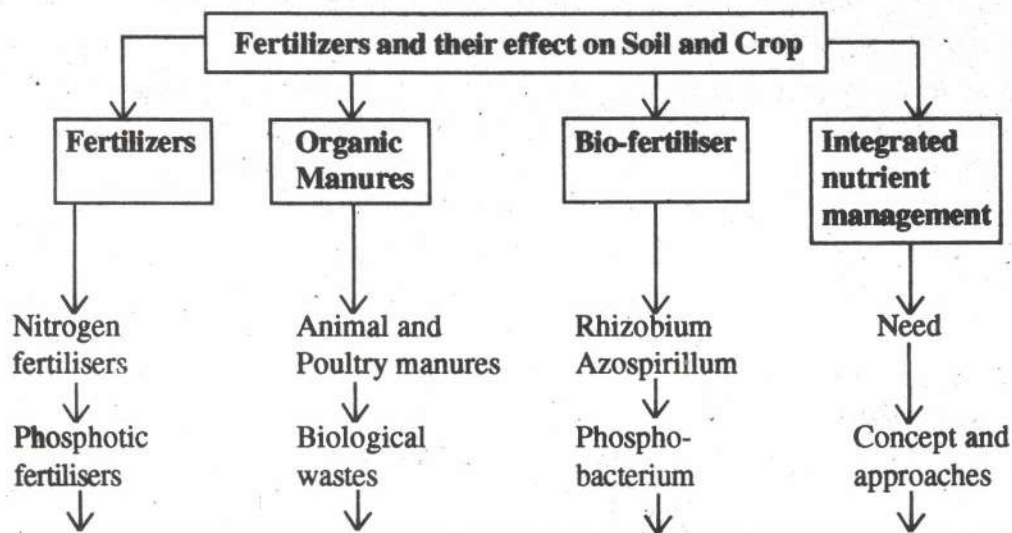 Fertilizers and their effect on Soil and Crop
Fertilizers
Organic
Manures
Bio-fertiliser
Integrated
nutrient
management
Nitrogen
fertilisers
Animal and
Poultry manures
Rhizobium
Azospirillum
Need
Phosphotic
fertilisers
Biological
wastes
Phospho-
bacterium
Concept and
approaches